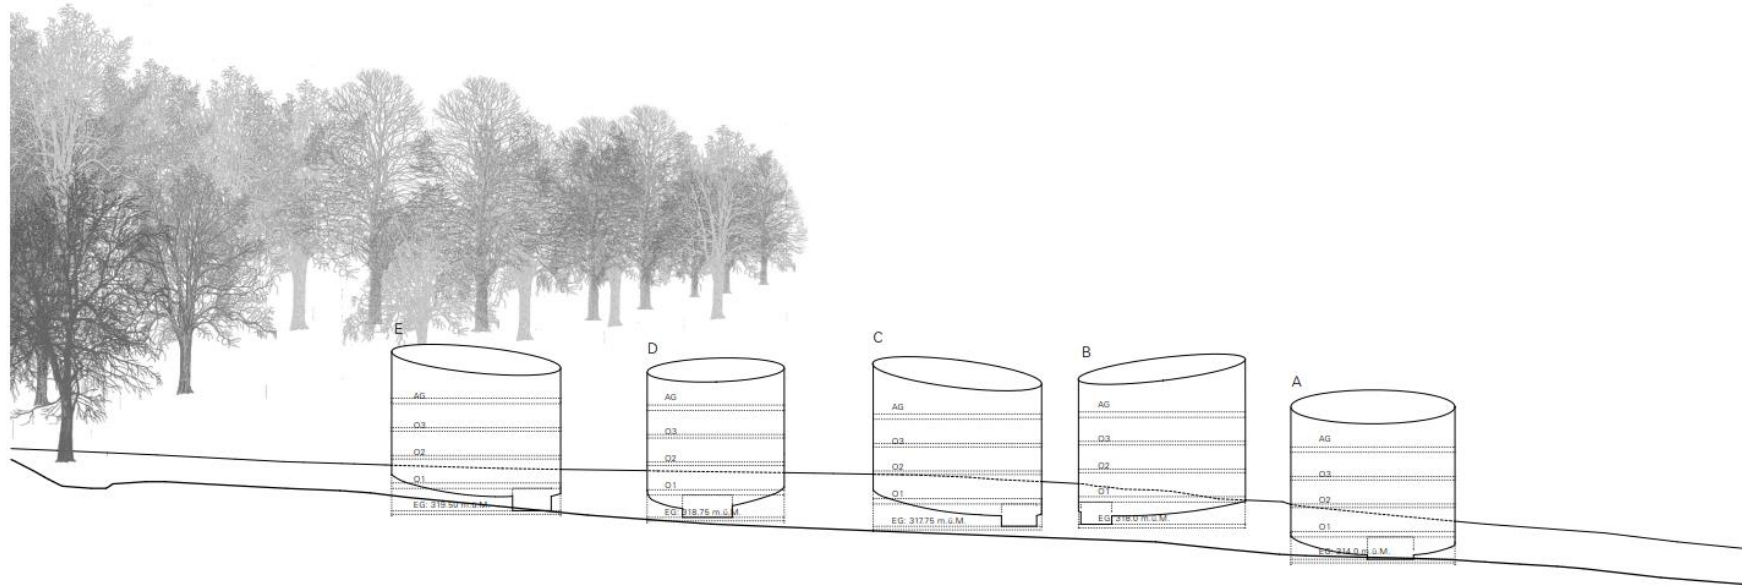 E
AG
O3
O2
O1
EG: 319.50 m.ü.M.
D
AG
O3
O2
O1
EG: 318.75 m.ü.M.
C
AG
O3
O2
O1
EG: 317.75 m.ü.M.
B
AG
O3
O2
O1
EG: 318.0 m.ü.M.
A
AG
O3
O2
O1
EG: 314.0 m.ü.M.